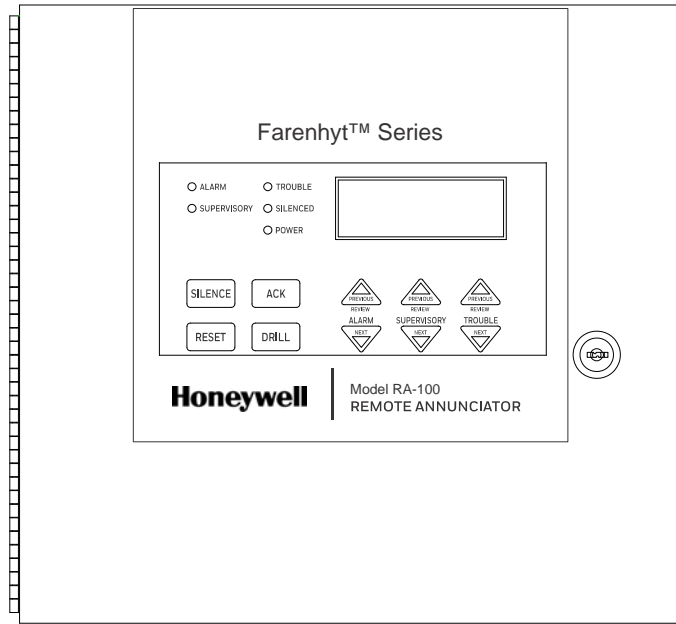 Farenhyt™ Series
ALARM TROUBLE
SUPERVISORY SILENCED
POWER
SILENCE ACK
PREVIOUS PREVIOUS PREVIOUS
REVIEW REVIEW REVIEW
ALARM SUPERVISORY TROUBLE
RESET DRILL
NEXT NEXT NEXT
Honeywell
Model RA-100
REMOTE ANNUNCIATOR